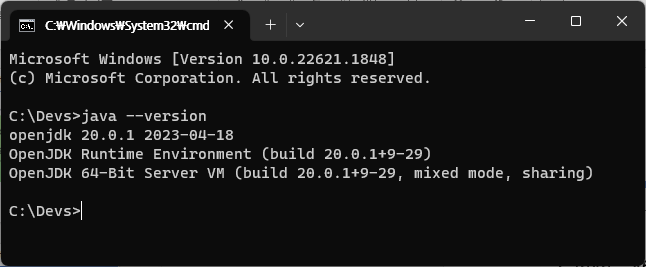 C:₩Windows₩System32₩cmd
Microsoft Windows [Version 10.0.22621.1848]
(c) Microsoft Corporation. All rights reserved.
C:\Devs>java --version
openjdk 20.0.1 2023-04-18
OpenJDK Runtime Environment (build 20.0.1+9-29)
OpenJDK 64-Bit Server VM (build 20.0.1+9-29, mixed mode, sharing)
C:\Devs>